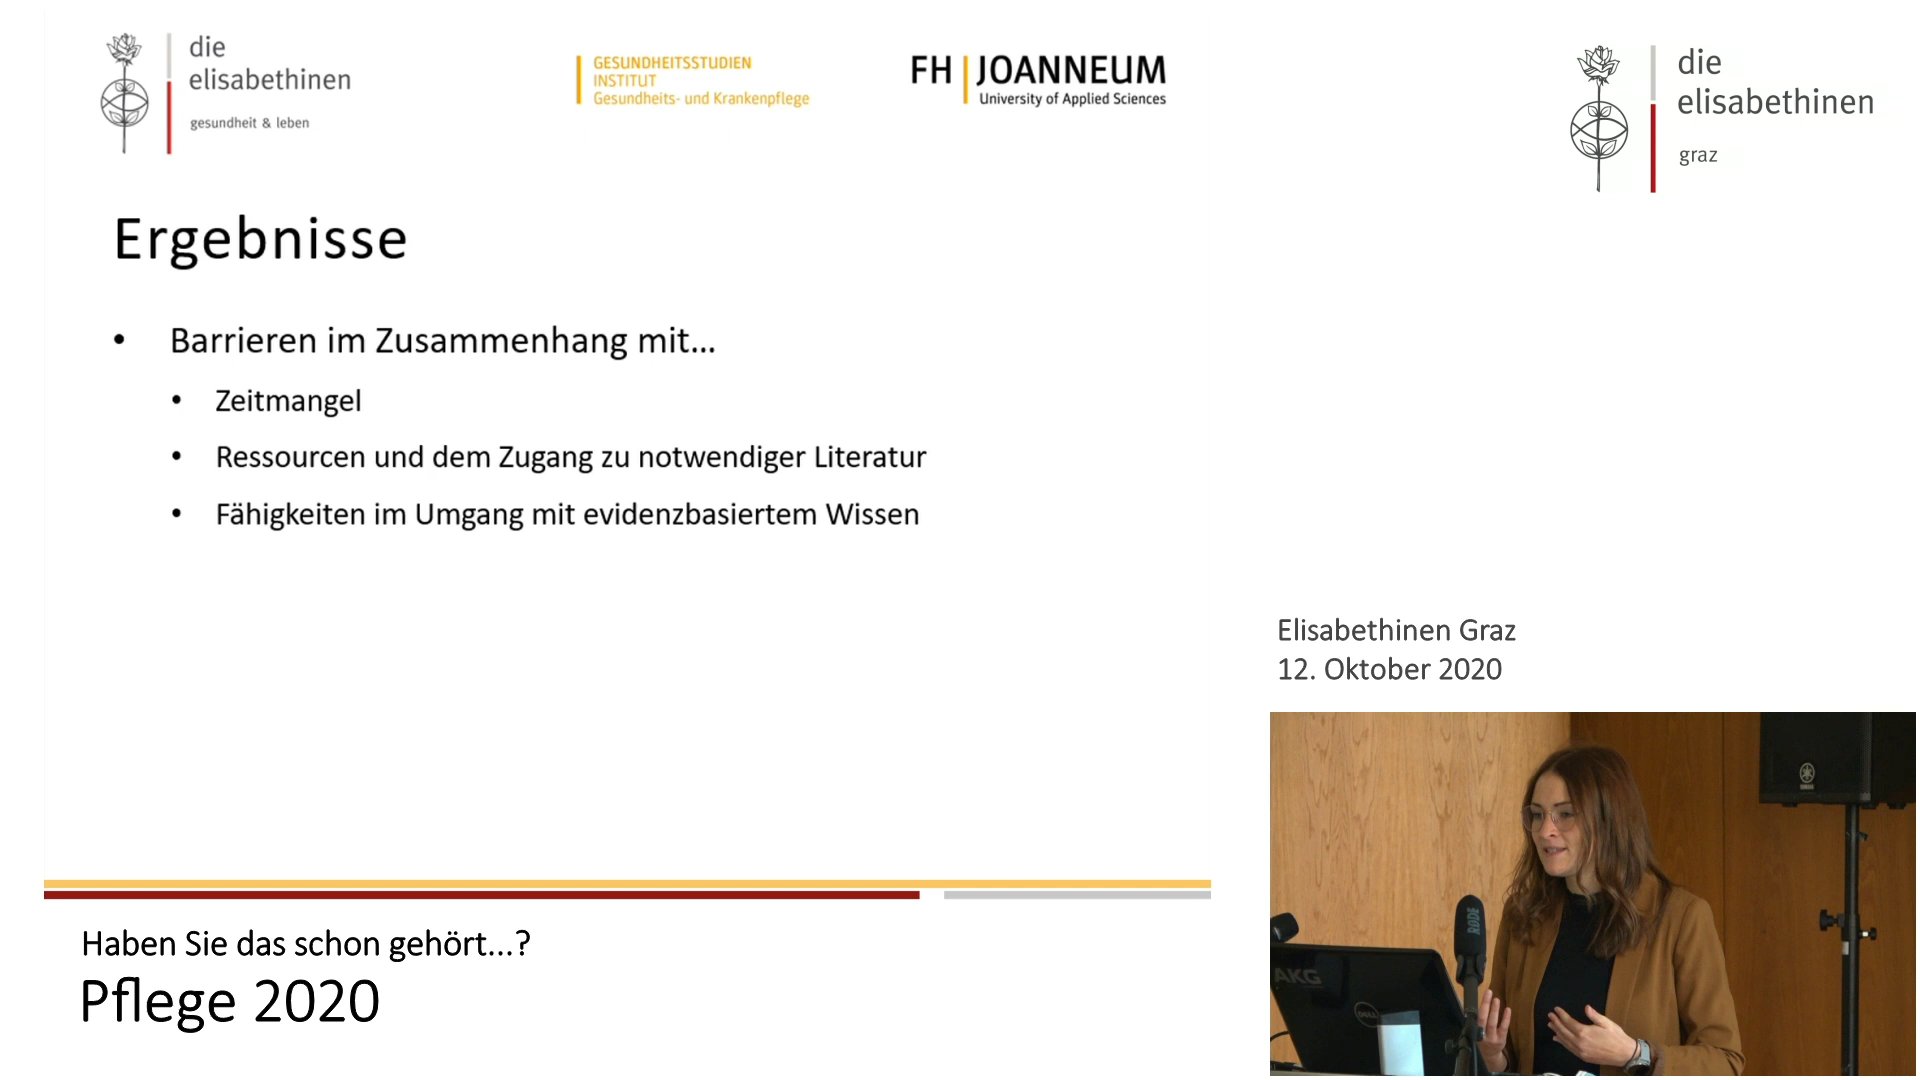 die
elisabethinen
gesundheit & leben
GESUNDHEITSSTUDIEN
INSTITUT
Gesundheits- und Krankenpflege
FH JOANNEUM
University of Applied Sciences
die
elisabethinen
graz
Ergebnisse
• Barrieren im Zusammenhang mit...
• Zeitmangel
• Ressourcen und dem Zugang zu notwendiger Literatur
• Fähigkeiten im Umgang mit evidenzbasiertem Wissen
Elisabethinen Graz
12. Oktober 2020
YAMAHA
RØDE
AKG
DELL
Haben Sie das schon gehört...?
Pflege 2020